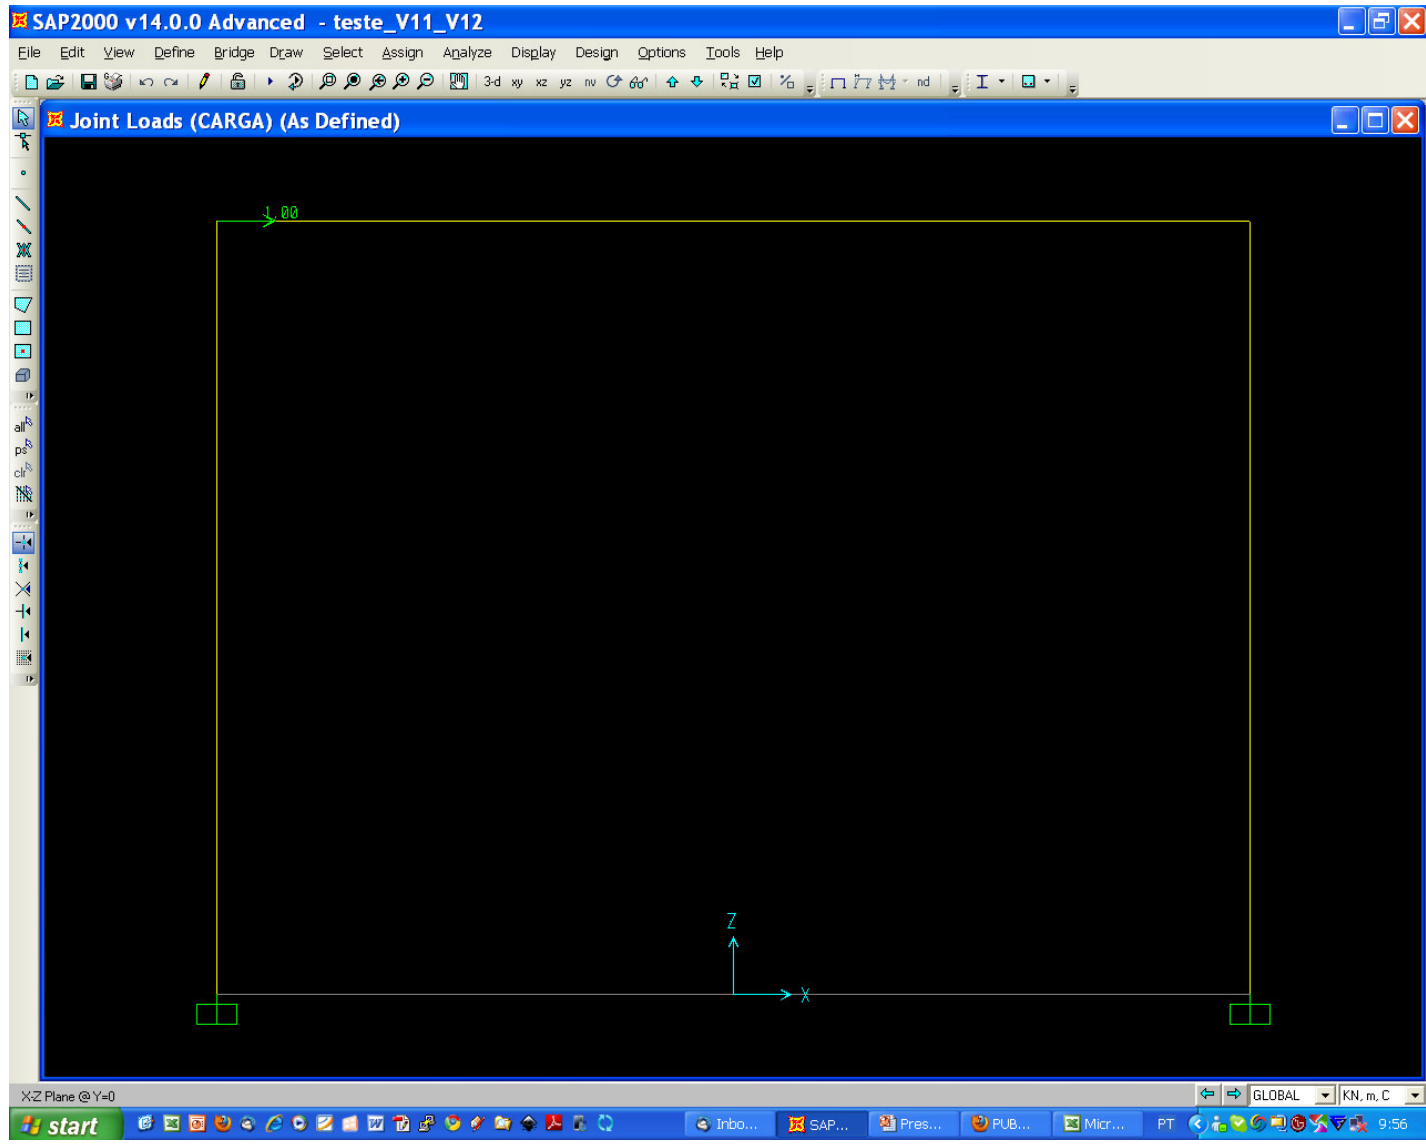 SAP2000 v14.0.0 Advanced - teste_V11_V12
File Edit View Define Bridge Draw Select Assign Analyze Display Design Options Tools Help
3-d xy xz yz nv nd
Joint Loads (CARGA) (As Defined)
1,00
all
ps
clr
Z
X
X-Z Plane @ Y=0
GLOBAL
KN, m, C
start
Inbo...
SAP...
Pres...
PUB...
Micr...
PT
9:56